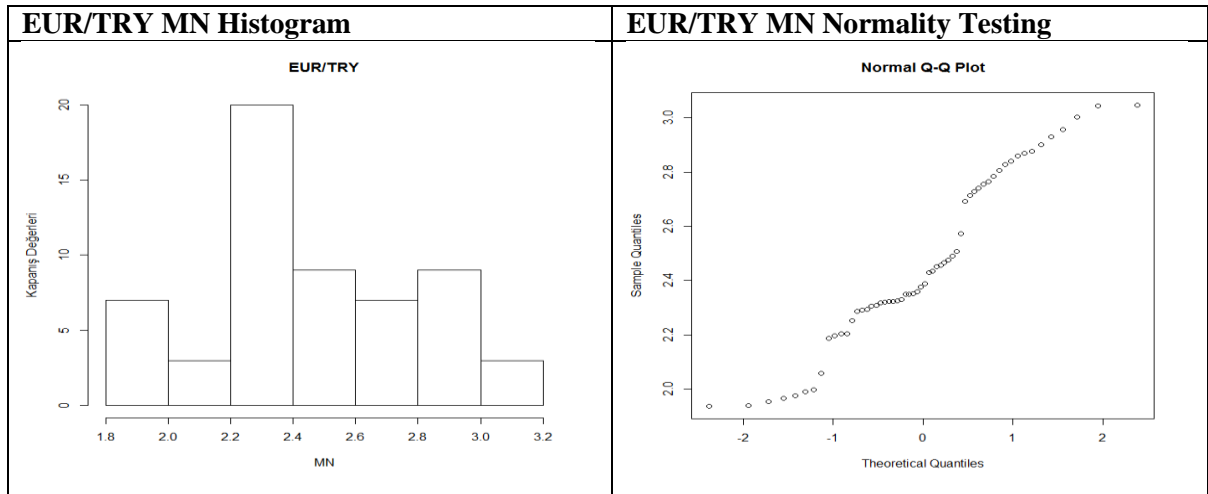 EUR/TRY MN Histogram
EUR/TRY MN Normality Testing
EUR/TRY
Kapanış Değerleri
20
15
10
5
0
1.8 2.0 2.2 2.4 2.6 2.8 3.0 3.2
MN
Normal Q-Q Plot
Sample Quantiles
3.0
2.8
2.6
2.4
2.2
2.0
-2 -1 0 1 2
Theoretical Quantiles